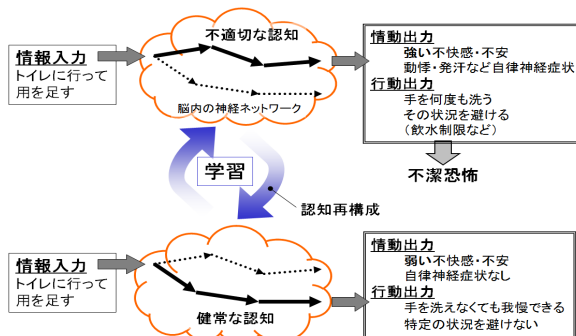 情報入力
トイレに行って
用を足す
不適切な認知
脳内の神経ネットワーク
情動出力
強い不快感・不安
動悸・発汗など自律神経症状
行動出力
手を何度も洗う
その状況を避ける
(飲水制限など)
不潔恐怖
学習
認知再構成
情報入力
トイレに行って
用を足す
健常な認知
情動出力
弱い不快感・不安
自律神経症状なし
行動出力
手を洗えなくても我慢できる
特定の状況を避けない